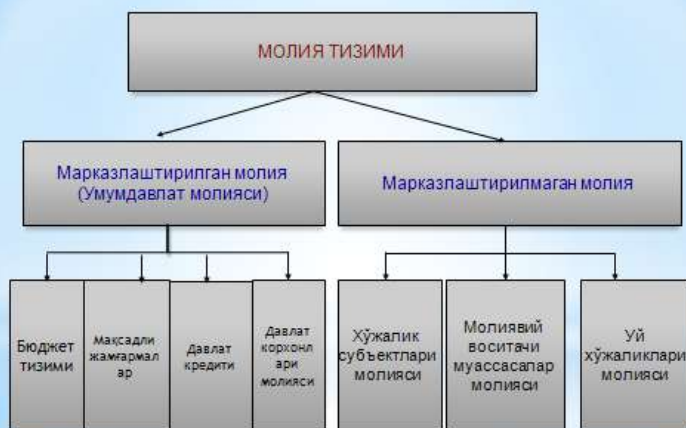 МОЛИЯ ТИЗИМИ
Марказлаштирилган молия
(Умумдавлат молияси)
Марказлаштирилмаган молия
Бюджет
тизими
Мақсадли
жамғармал
ар
Давлат
кредити
Давлат
корхонл
ари
молияси
Хўжалик
субъектлари
молияси
Молиявий
воситачи
муассасалар
молияси
Уй
хўжаликлари
молияси